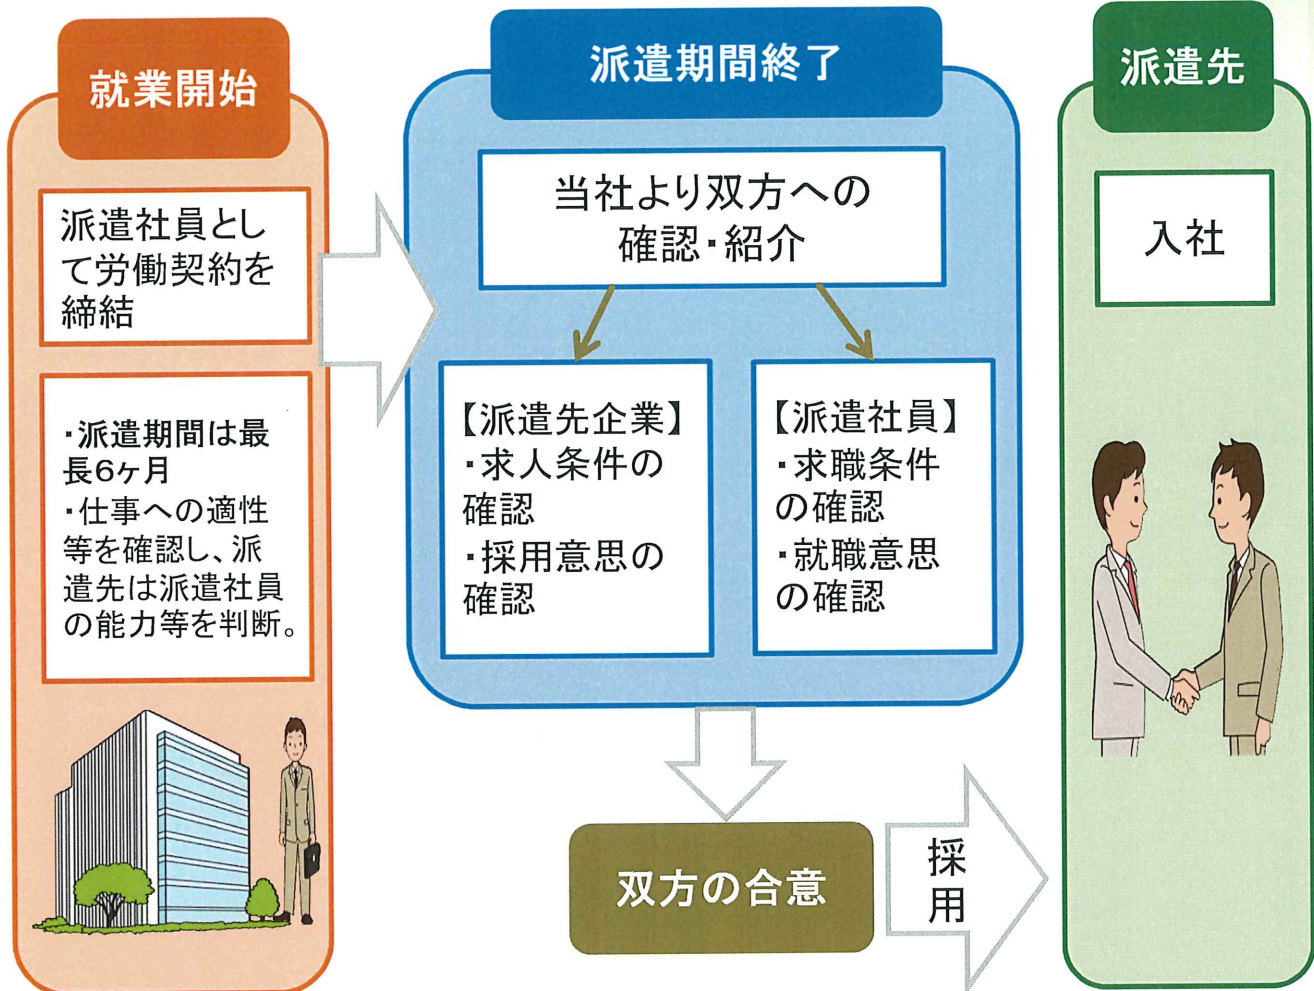 就業開始
派遣社員とし
て労働契約を
締結
・派遣期間は最
長6ヶ月
・仕事への適性
等を確認し、派
遣先は派遣社員
の能力等を判断。
派遣期間終了
当社より双方への
確認・紹介
【派遣先企業】
・求人条件の
確認
・採用意思の
確認
【派遣社員】
・求職条件
の確認
・就職意思
の確認
双方の合意
採
用
派遣先
入社